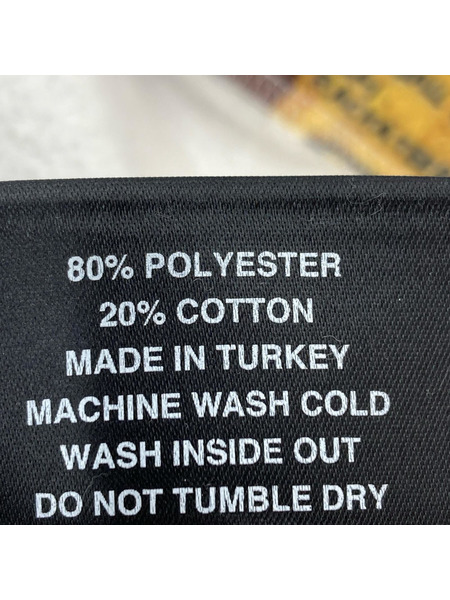 80% POLYESTER
20% COTTON
MADE IN TURKEY
MACHINE WASH COLD
WASH INSIDE OUT
DO NOT TUMBLE DRY